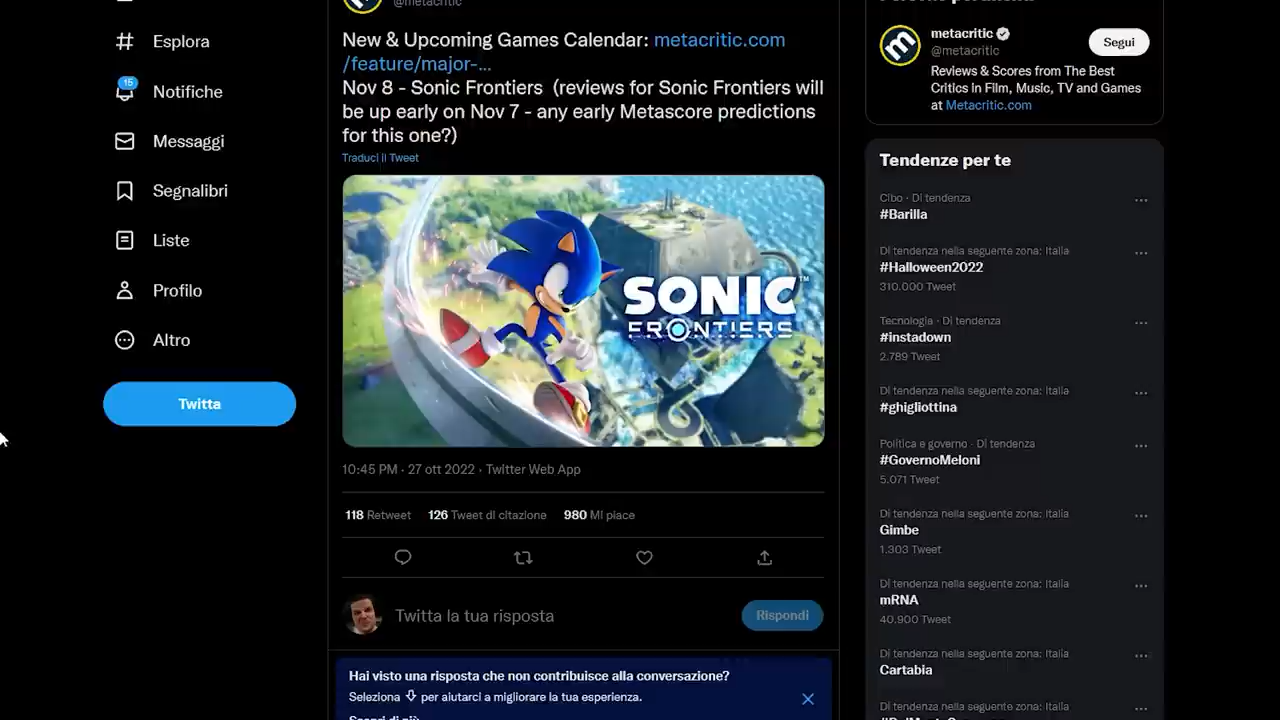 @metacritic
New & Upcoming Games Calendar: metacritic.com
/feature/major-...
Nov 8 - Sonic Frontiers (reviews for Sonic Frontiers will
be up early on Nov 7 - any early Metascore predictions
for this one?)
Traduci il Tweet
SONIC
FRONTIERS
TM
10:45 PM · 27 ott 2022 · Twitter Web App
118 Retweet 126 Tweet di citazione 980 Mi piace
Twitta la tua risposta
Rispondi
Hai visto una risposta che non contribuisce alla conversazione?
Seleziona per aiutarci a migliorare la tua esperienza.
Scopri di più
Esplora
15
Notifiche
Messaggi
Segnalibri
Liste
Profilo
Altro
Twitta
metacritic
@metacritic
Segui
Reviews & Scores from The Best
Critics in Film, Music, TV and Games
at Metacritic.com
Tendenze per te
Cibo · Di tendenza
#Barilla
Di tendenza nella seguente zona: Italia
#Halloween2022
310.000 Tweet
Tecnologia · Di tendenza
#instadown
2.789 Tweet
Di tendenza nella seguente zona: Italia
#ghigliottina
Politica e governo · Di tendenza
#GovernoMeloni
5.071 Tweet
Di tendenza nella seguente zona: Italia
Gimbe
1.303 Tweet
Di tendenza nella seguente zona: Italia
mRNA
40.900 Tweet
Di tendenza nella seguente zona: Italia
Cartabia
Di tendenza nella seguente zona: Italia